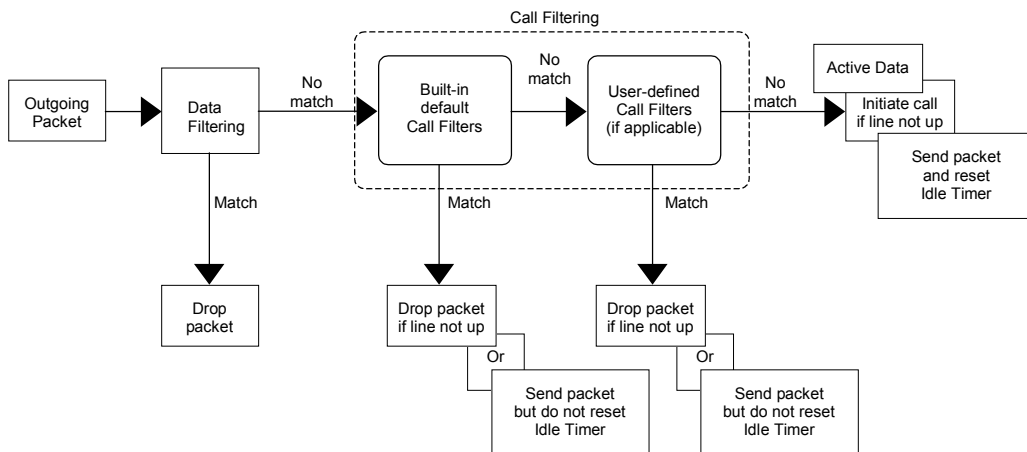 Call Filtering
Outgoing
Packet
Data
Filtering
No
match
Built-in
default
Call Filters
No
match
User-defined
Call Filters
(if applicable)
No
match
Active Data
Initiate call
if line not up
Send packet
and reset
Idle Timer
Match
Match
Match
Drop
packet
Drop packet
if line not up
Or
Send packet
but do not reset
Idle Timer
Drop packet
if line not up
Or
Send packet
but do not reset
Idle Timer